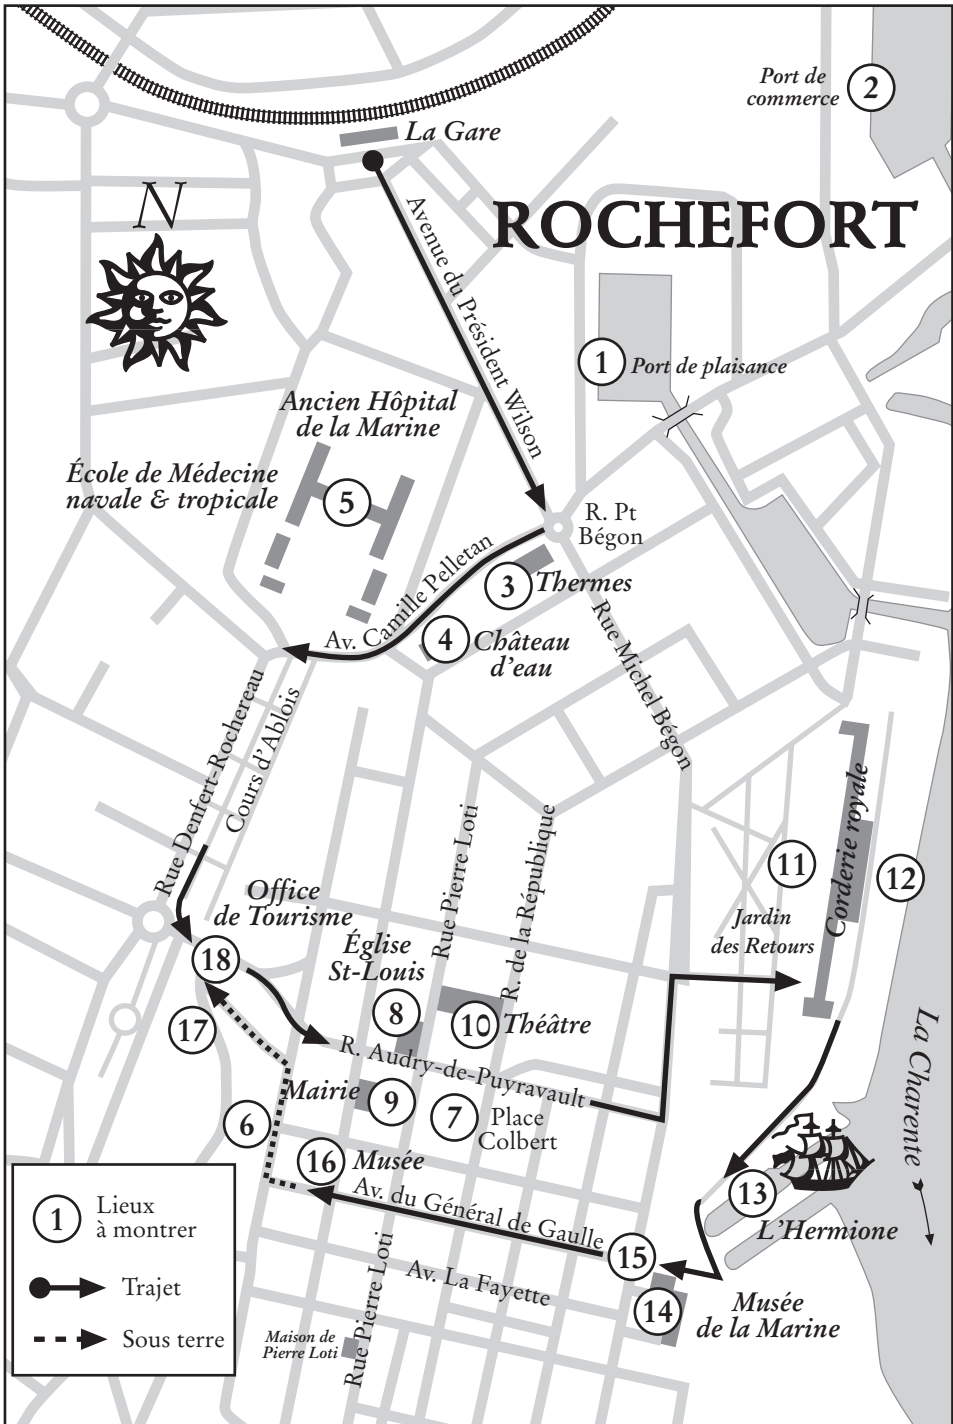 Port de
commerce
2
La Gare
N
ROCHEFORT
Avenue du Président Wilson
1
Port de plaisance
Ancien Hôpital
de la Marine
École de Médecine
navale & tropicale
5
R. Pt
Bégon
3
Thermes
Av. Camille Pelletan
4
Château
d'eau
Rue Michel Bégon
Rue Denfert-Rochereau
Cours d'Ablois
Rue Pierre Loti
R. de la République
Corderie royale
11
12
Jardin
des Retours
Office
de Tourisme
18
Église
St-Louis
8
10
Théâtre
17
R. Audry-de-Puyravault
Mairie
9
7
Place
Colbert
6
La Charente
16
Musée
13
L'Hermione
Av. du Général de Gaulle
15
Av. La Fayette
14
Musée
de la Marine
Rue Pierre Loti
Maison de
Pierre Loti
1
Lieux
à montrer
Trajet
Sous terre